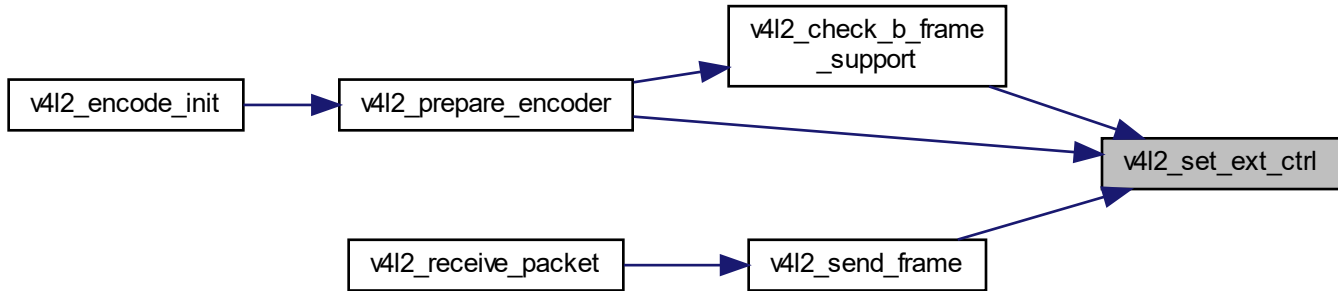 v4l2_check_b_frame
_support
v4l2_encode_init
v4l2_prepare_encoder
v4l2_set_ext_ctrl
v4l2_receive_packet
v4l2_send_frame